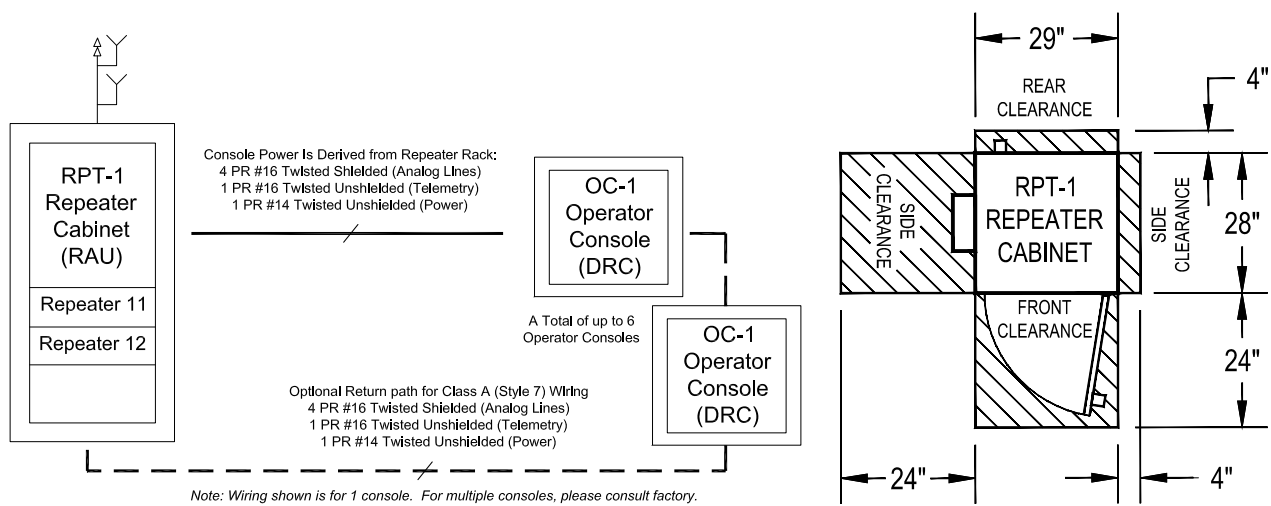 RPT-1
Repeater
Cabinet
(RAU)
Repeater 11
Repeater 12
Console Power Is Derived from Repeater Rack:
4 PR #16 Twisted Shielded (Analog Lines)
1 PR #16 Twisted Unshielded (Telemetry)
1 PR #14 Twisted Unshielded (Power)
OC-1
Operator
Console
(DRC)
A Total of up to 6
Operator Consoles
OC-1
Operator
Console
(DRC)
Optional Return path for Class A (Style 7) Wiring
4 PR #16 Twisted Shielded (Analog Lines)
1 PR #16 Twisted Unshielded (Telemetry)
1 PR #14 Twisted Unshielded (Power)
Note: Wiring shown is for 1 console. For multiple consoles, please consult factory.
29"
REAR
CLEARANCE
4"
SIDE
CLEARANCE
RPT-1
REPEATER
CABINET
SIDE
CLEARANCE
28"
FRONT
CLEARANCE
24"
24"
4"